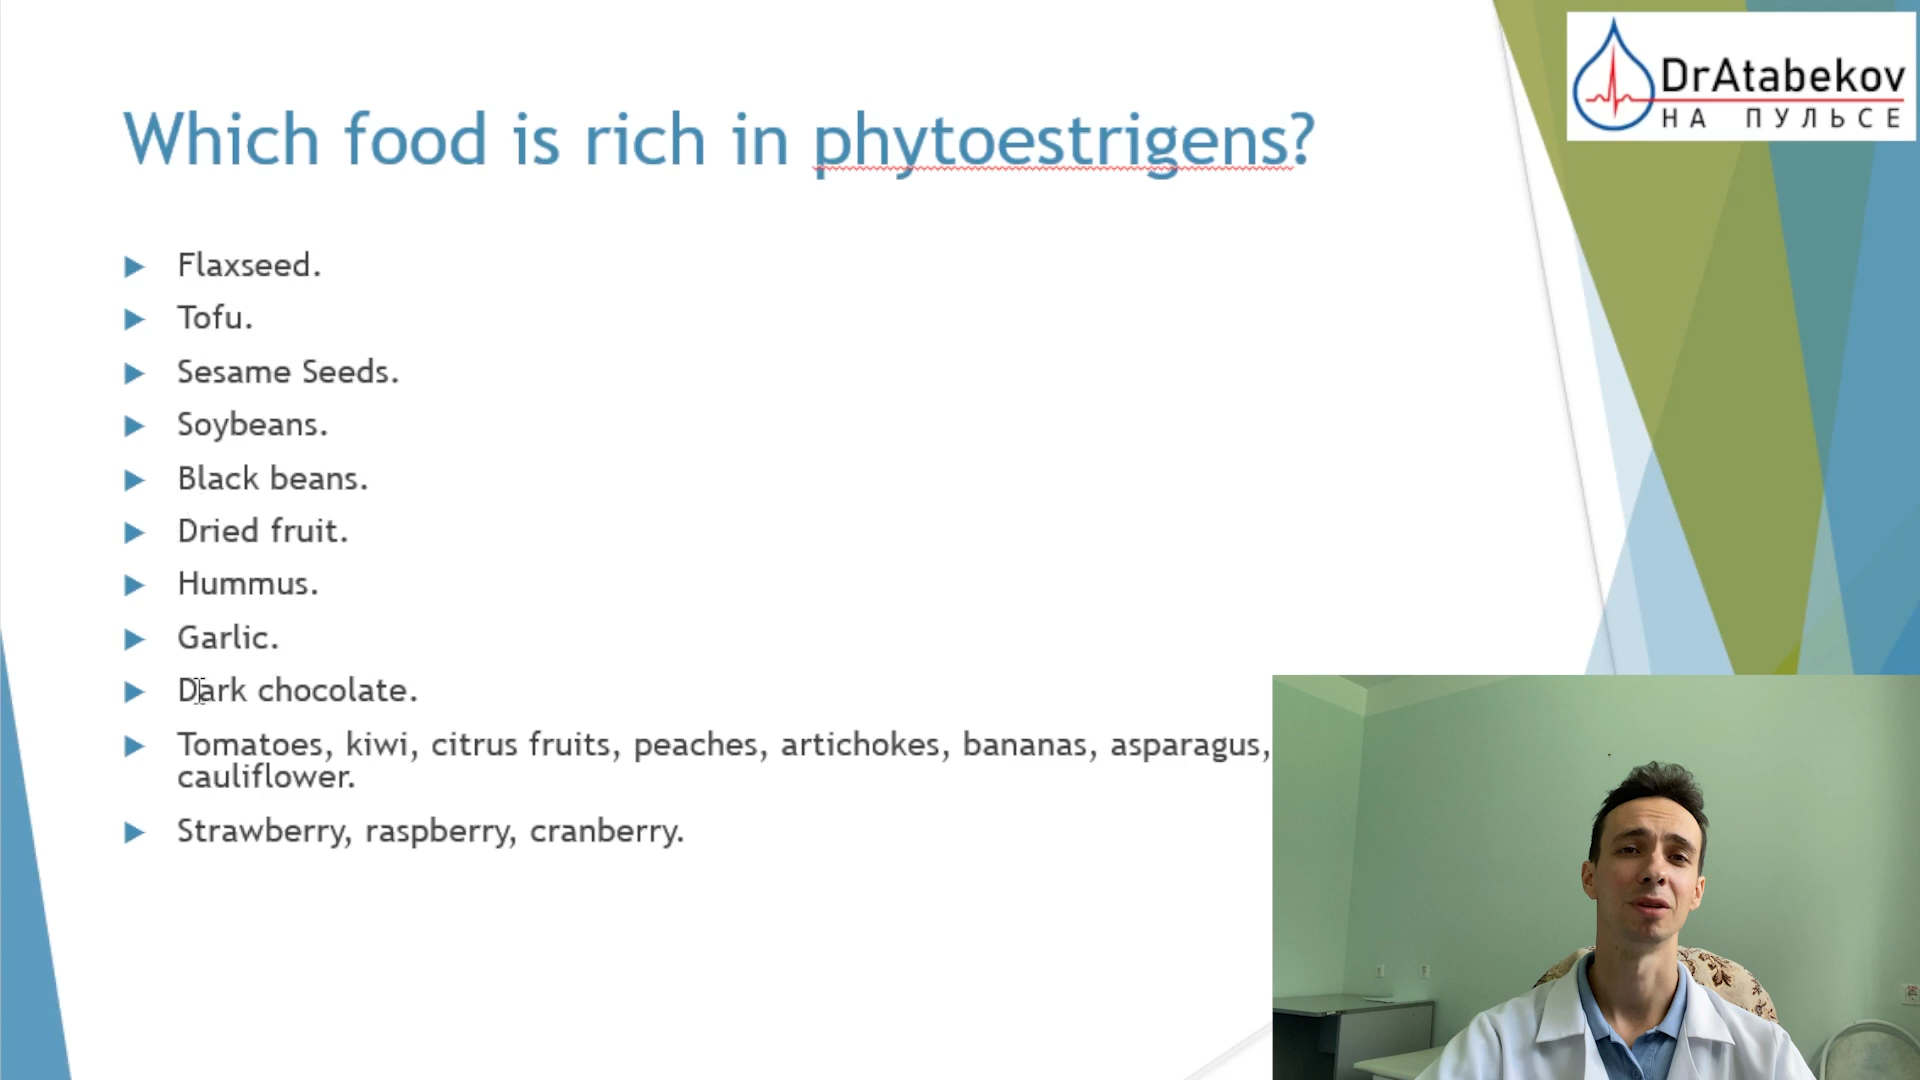 DrAtabekov
НА ПУЛЬСЕ
Which food is rich in phytoestrigens?
Flaxseed.
Tofu.
Sesame Seeds.
Soybeans.
Black beans.
Dried fruit.
Hummus.
Garlic.
Dark chocolate.
Tomatoes, kiwi, citrus fruits, peaches, artichokes, bananas, asparagus,
cauliflower.
Strawberry, raspberry, cranberry.